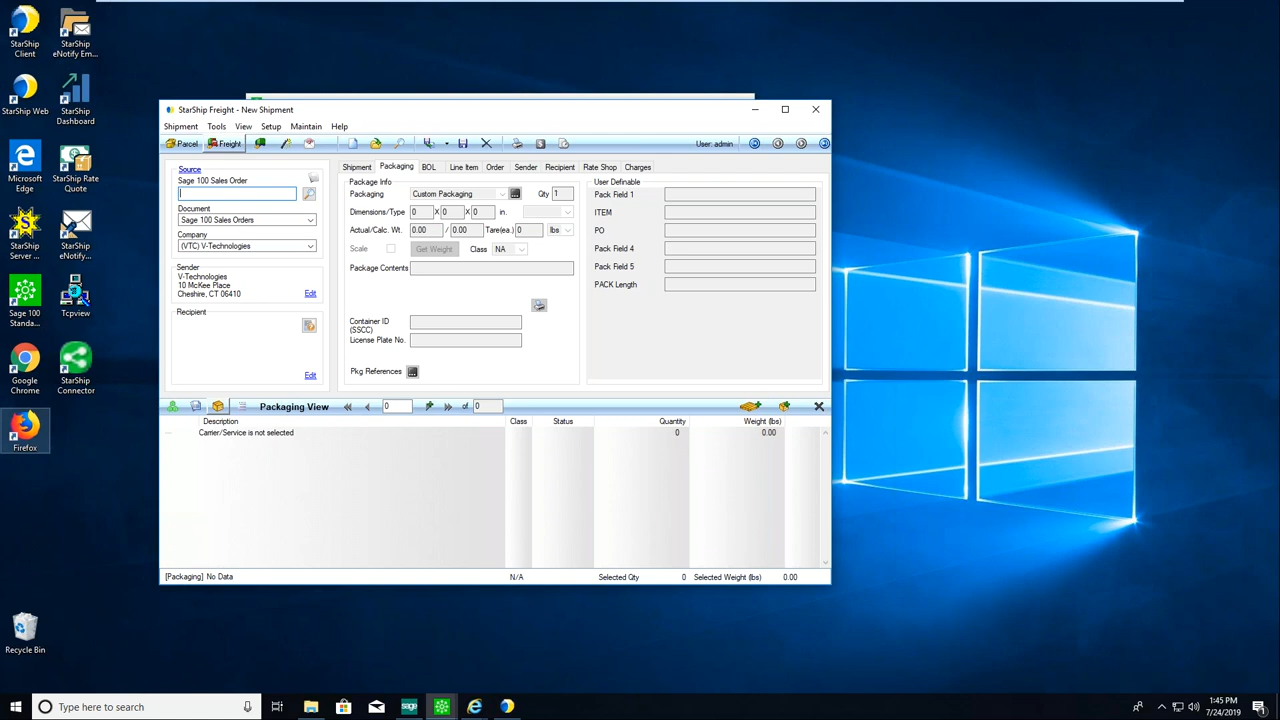 StarShip Client
StarShip eNotify Em...
StarShip Web
StarShip Dashboard
Microsoft Edge
StarShip Rate Quote
StarShip Server ...
StarShip eNotify...
Sage 100 Standa...
Tcpview
Google Chrome
StarShip Connector
Firefox
Recycle Bin
StarShip Freight - New Shipment
Shipment Tools View Setup Maintain Help
Parcel Freight User: admin
Source
Sage 100 Sales Order
Document
Sage 100 Sales Orders
Company
(VTC) V-Technologies
Sender
V-Technologies
10 McKee Place
Cheshire, CT 06410 Edit
Recipient
Edit
Shipment Packaging BOL Line Item Order Sender Recipient Rate Shop Charges
Package Info
Packaging Custom Packaging Qty 1
Dimensions/Type 0 X 0 X 0 in.
Actual/Calc. Wt. 0.00 / 0.00 Tare(ea.) 0 lbs
Scale Get Weight Class NA
Package Contents
Container ID
(SSCC)
License Plate No.
Pkg References
User Definable
Pack Field 1
ITEM
PO
Pack Field 4
Pack Field 5
PACK Length
Packaging View 0 of 0
Description Class Status Quantity Weight (lbs)
Carrier/Service is not selected 0 0.00
[Packaging] No Data N/A Selected Qty 0 Selected Weight (lbs) 0.00
Type here to search
sage
1:45 PM
7/24/2019
1